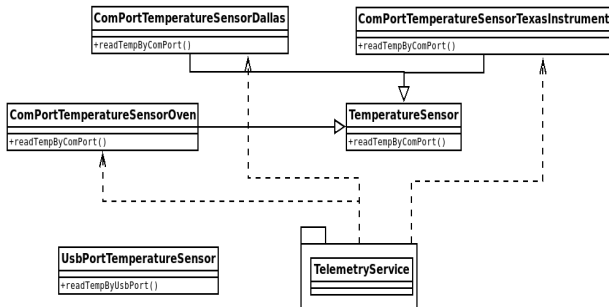 ComPortTemperatureSensorDallas
+readTempByComPort()
ComPortTemperatureSensorTexasInstrument
+readTempByComPort()
ComPortTemperatureSensorOven
+readTempByComPort()
TemperatureSensor
+readTempByComPort()
UsbPortTemperatureSensor
+readTempByUsbPort()
TelemetryService